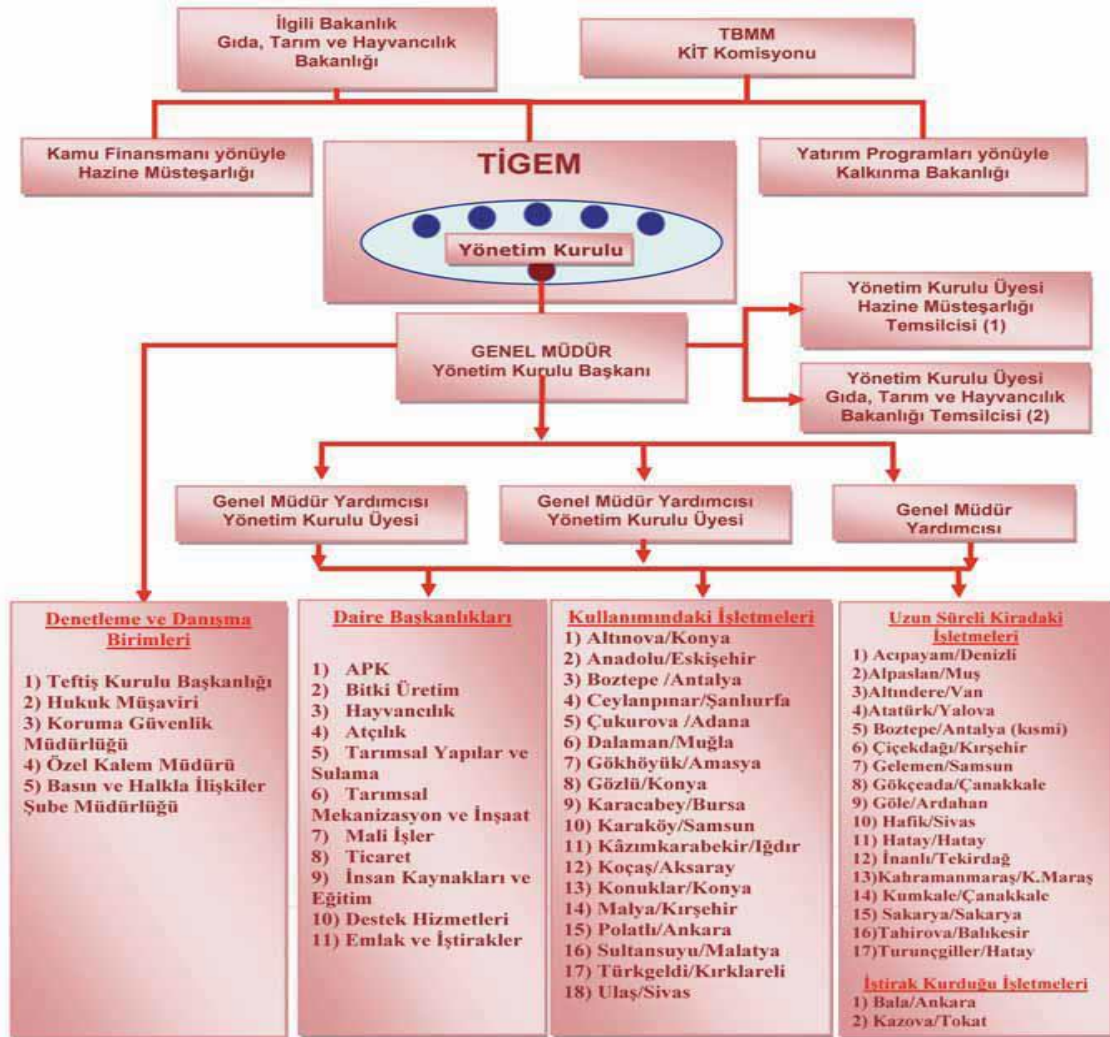 İlgili Bakanlık
Gıda, Tarım ve Hayvancılık
Bakanlığı
TBMM
KİT Komisyonu
Kamu Finansmanı yönüyle
Hazine Müsteşarlığı
TİGEM
Yönetim Kurulu
Yatırım Programları yönüyle
Kalkınma Bakanlığı
GENEL MÜDÜR
Yönetim Kurulu Başkanı
Yönetim Kurulu Üyesi
Hazine Müsteşarlığı
Temsilcisi (1)
Yönetim Kurulu Üyesi
Gıda, Tarım ve Hayvancılık
Bakanlığı Temsilcisi (2)
Genel Müdür Yardımcısı
Yönetim Kurulu Üyesi
Genel Müdür Yardımcısı
Yönetim Kurulu Üyesi
Genel Müdür
Yardımcısı
Denetleme ve Danışma
Birimleri
1) Teftiş Kurulu Başkanlığı
2) Hukuk Müşaviri
3) Koruma Güvenlik
Müdürlüğü
4) Özel Kalem Müdürü
5) Basın ve Halkla İlişkiler
Şube Müdürlüğü
Daire Başkanlıkları
1) APK
2) Bitki Üretim
3) Hayvancılık
4) Atçılık
5) Tarımsal Yapılar ve
Sulama
6) Tarımsal
Mekanizasyon ve İnşaat
7) Mali İşler
8) Ticaret
9) İnsan Kaynakları ve
Eğitim
10) Destek Hizmetleri
11) Emlak ve İştirakler
Kullanımındaki İşletmeleri
1) Altınova/Konya
2) Anadolu/Eskişehir
3) Boztepe /Antalya
4) Ceylanpınar/Şanlıurfa
5) Çukurova /Adana
6) Dalaman/Muğla
7) Gökhöyük/Amasya
8) Gözlü/Konya
9) Karacabey/Bursa
10) Karaköy/Samsun
11) Kâzımkarabekir/Iğdır
12) Koçaş/Aksaray
13) Konuklar/Konya
14) Malya/Kırşehir
15) Polatlı/Ankara
16) Sultansuyu/Malatya
17) Türkgeldi/Kırklareli
18) Ulaş/Sivas
Uzun Süreli Kiradaki
İşletmeleri
1) Acıpayam/Denizli
2)Alpaslan/Muş
3)Altındere/Van
4)Atatürk/Yalova
5) Boztepe/Antalya (kısmi)
6) Çiçekdağı/Kırşehir
7) Gelemen/Samsun
8) Gökçeada/Çanakkale
9) Göle/Ardahan
10) Hafik/Sivas
11) Hatay/Hatay
12) İnanlı/Tekirdağ
13)Kahramanmaraş/K.Maraş
14) Kumkale/Çanakkale
15) Sakarya/Sakarya
16)Tahirova/Balıkesir
17)Turunçgiller/Hatay
İştirak Kurduğu İşletmeleri
1) Bala/Ankara
2) Kazova/Tokat